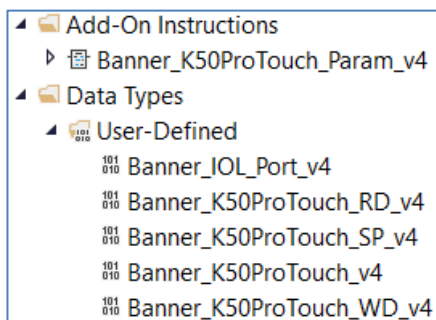 Add-On Instructions
Banner_K50ProTouch_Param_v4
Data Types
User-Defined
Banner_IOL_Port_v4
Banner_K50ProTouch_RD_v4
Banner_K50ProTouch_SP_v4
Banner_K50ProTouch_v4
Banner_K50ProTouch_WD_v4